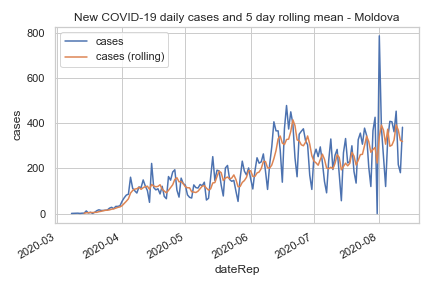 New COVID-19 daily cases and 5 day rolling mean - Moldova
cases
cases (rolling)
800
600
400
200
0
cases
2020-03
2020-04
2020-05
2020-06
2020-07
2020-08
dateRep